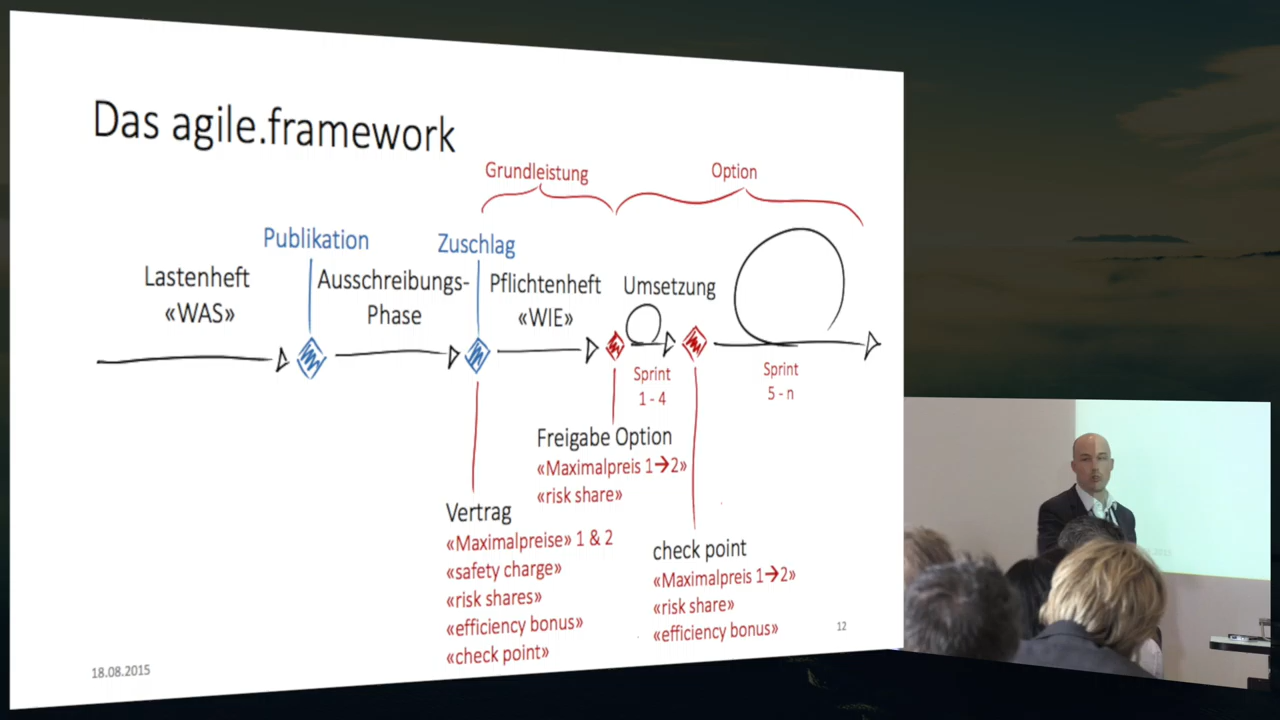 Das agile.framework
Grundleistung
Option
Publikation
Zuschlag
Lastenheft
«WAS»
Ausschreibungs-
Phase
Pflichtenheft
«WIE»
Umsetzung
Sprint
1 - 4
Sprint
5 - n
Freigabe Option
«Maximalpreis 1→2»
«risk share»
Vertrag
«Maximalpreise» 1 & 2
«safety charge»
«risk shares»
«efficiency bonus»
«check point»
check point
«Maximalpreis 1→2»
«risk share»
«efficiency bonus»
12
18.08.2015